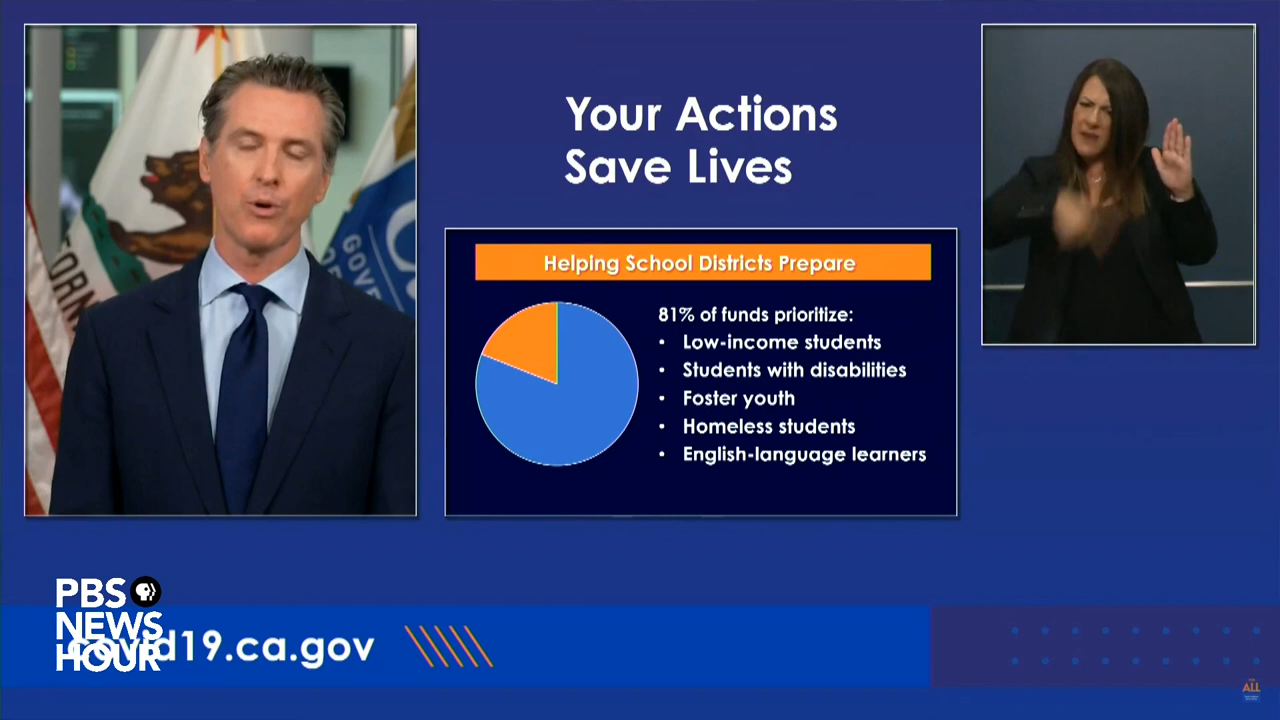 Your Actions
Save Lives
Helping School Districts Prepare
81% of funds prioritize:
• Low-income students
• Students with disabilities
• Foster youth
• Homeless students
• English-language learners
PBS
NEWS
HOUR
covid19.ca.gov
ALL